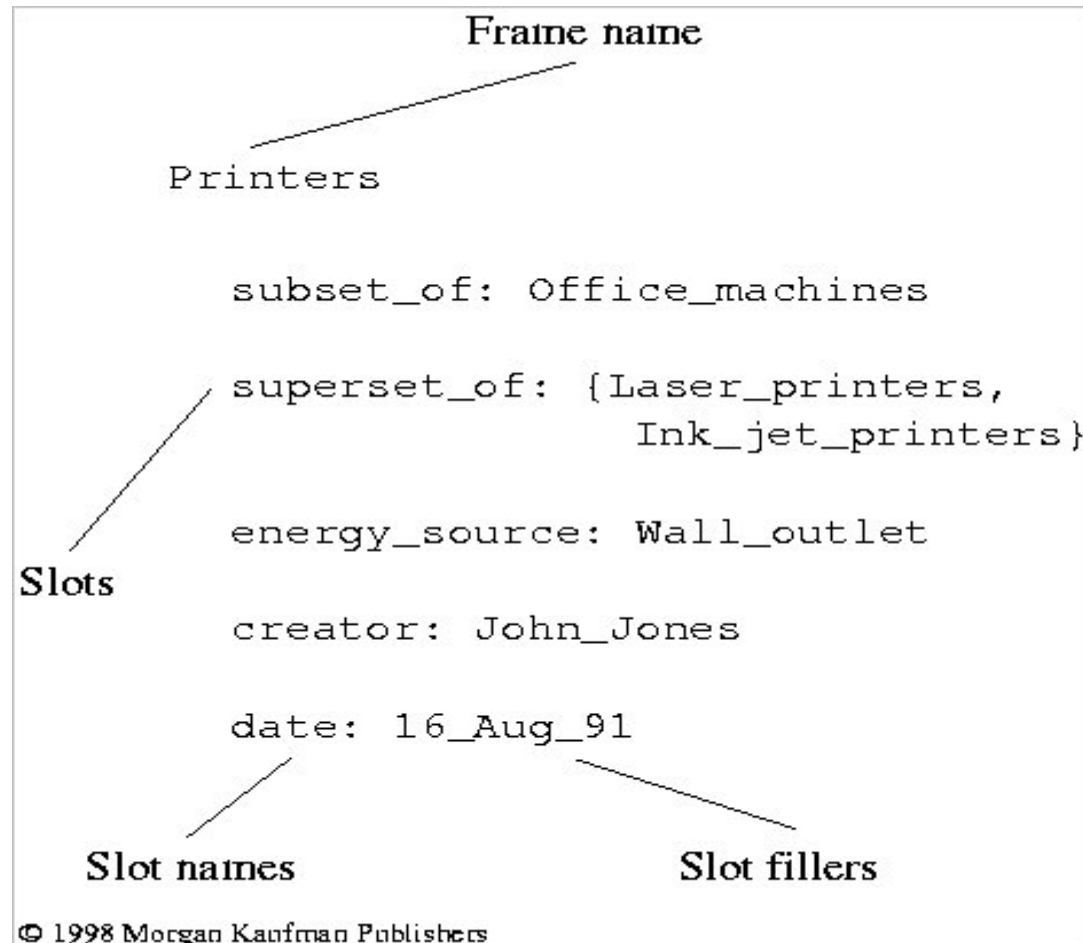 Frame name
Printers
subset_of: Office_machines
superset_of: {Laser_printers,
Ink_jet_printers}
energy_source: Wall_outlet
Slots
creator: John_Jones
date: 16_Aug_91
Slot names Slot fillers
© 1998 Morgan Kaufman Publishers